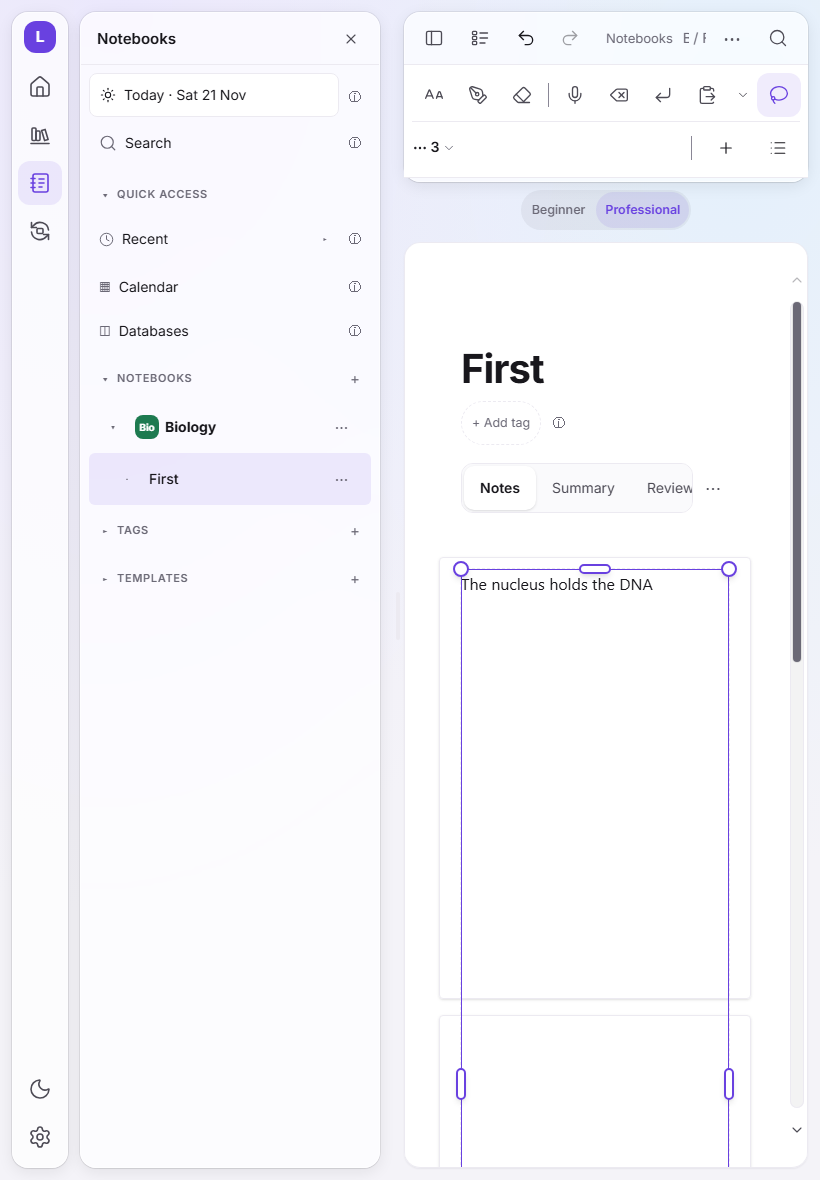 L
Notebooks
Today · Sat 21 Nov
Search
QUICK ACCESS
Recent
Calendar
Databases
NOTEBOOKS
Bio Biology
First
TAGS
TEMPLATES
Notebooks
AA
3
Beginner Professional
First
+ Add tag
Notes Summary Review
The nucleus holds the DNA